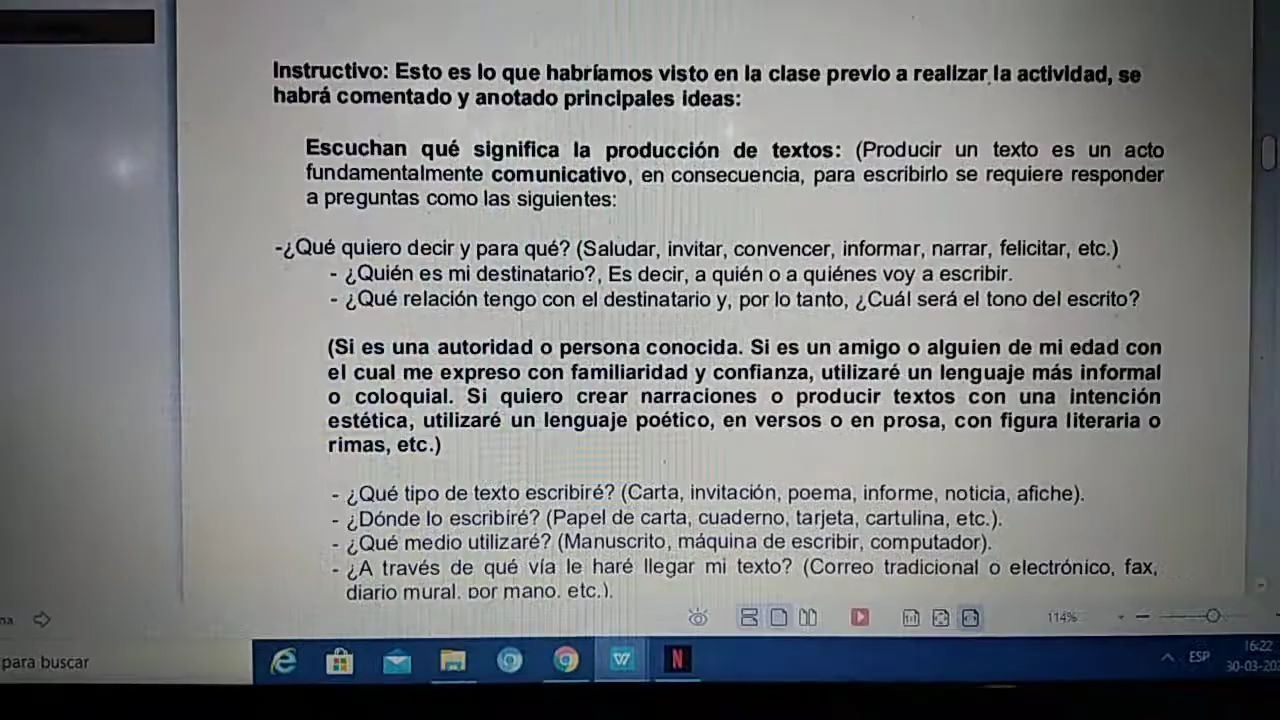 Instructivo: Esto es lo que habríamos visto en la clase previo a realizar la actividad, se
habrá comentado y anotado principales ideas:
Escuchan qué significa la producción de textos: (Producir un texto es un acto
fundamentalmente comunicativo, en consecuencia, para escribirlo se requiere responder
a preguntas como las siguientes:
-¿Qué quiero decir y para qué? (Saludar, invitar, convencer, informar, narrar, felicitar, etc.)
- ¿Quién es mi destinatario?, Es decir, a quién o a quiénes voy a escribir.
- ¿Qué relación tengo con el destinatario y, por lo tanto, ¿Cuál será el tono del escrito?
(Si es una autoridad o persona conocida. Si es un amigo o alguien de mi edad con
el cual me expreso con familiaridad y confianza, utilizaré un lenguaje más informal
o coloquial. Si quiero crear narraciones o producir textos con una intención
estética, utilizaré un lenguaje poético, en versos o en prosa, con figura literaria o
rimas, etc.)
- ¿Qué tipo de texto escribiré? (Carta, invitación, poema, informe, noticia, afiche).
- ¿Dónde lo escribiré? (Papel de carta, cuaderno, tarjeta, cartulina, etc.).
- ¿Qué medio utilizaré? (Manuscrito, máquina de escribir, computador).
- ¿A través de qué vía le haré llegar mi texto? (Correo tradicional o electrónico, fax,
diario mural, por mano, etc.).
114%
para buscar
N
ESP
16:22
30-03-20